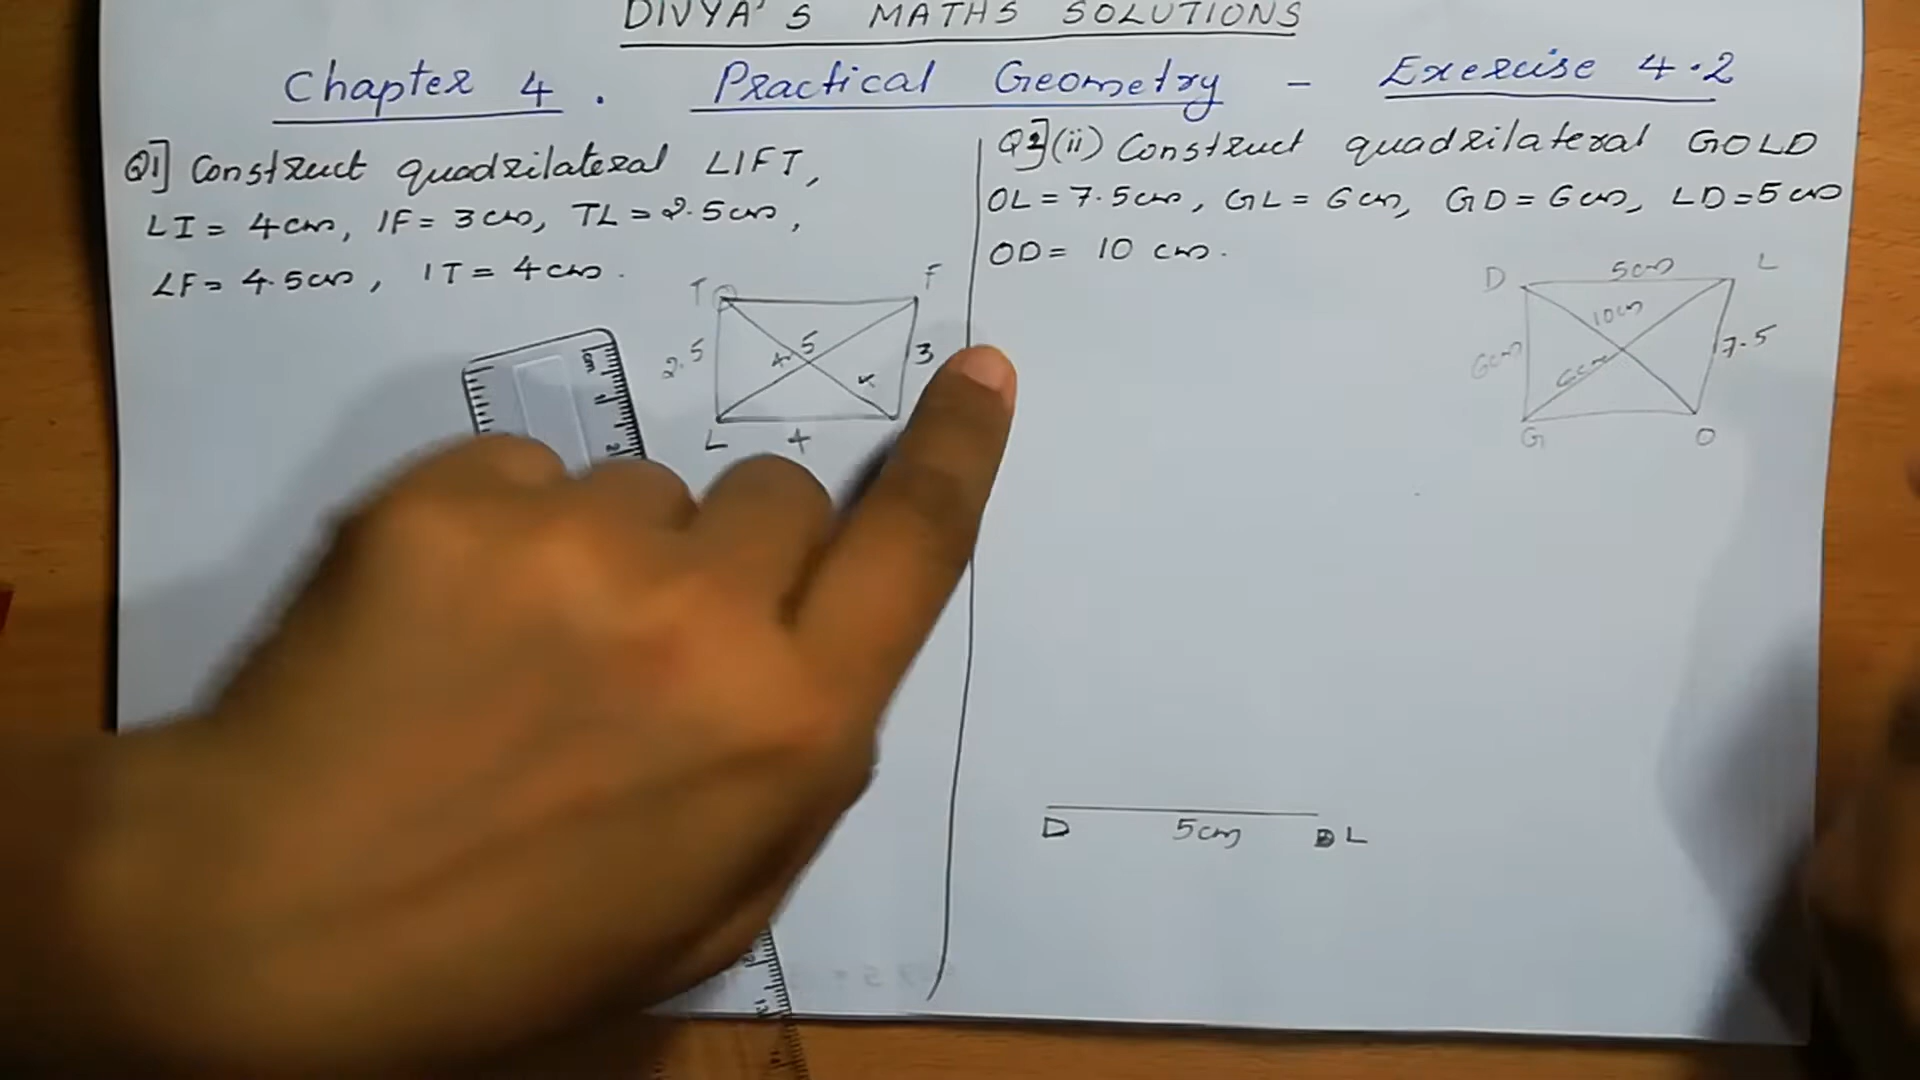 DIVYA'S MATHS SOLUTIONS
Chapter 4. Practical Geometry - Exercise 4.2
Q1] Construct quadrilateral LIFT,
LI = 4cm, IF = 3cm, TL = 2.5cm,
LF = 4.5cm, IT = 4cm.
T F
2.5 4.5 4 3
L 4
Q2] (ii) Construct quadrilateral GOLD
OL = 7.5cm, GL = 6cm, GD = 6cm, LD = 5cm
OD = 10 cm.
D 5cm L
10cm
6cm 6cm 7.5
G O
D 5cm L